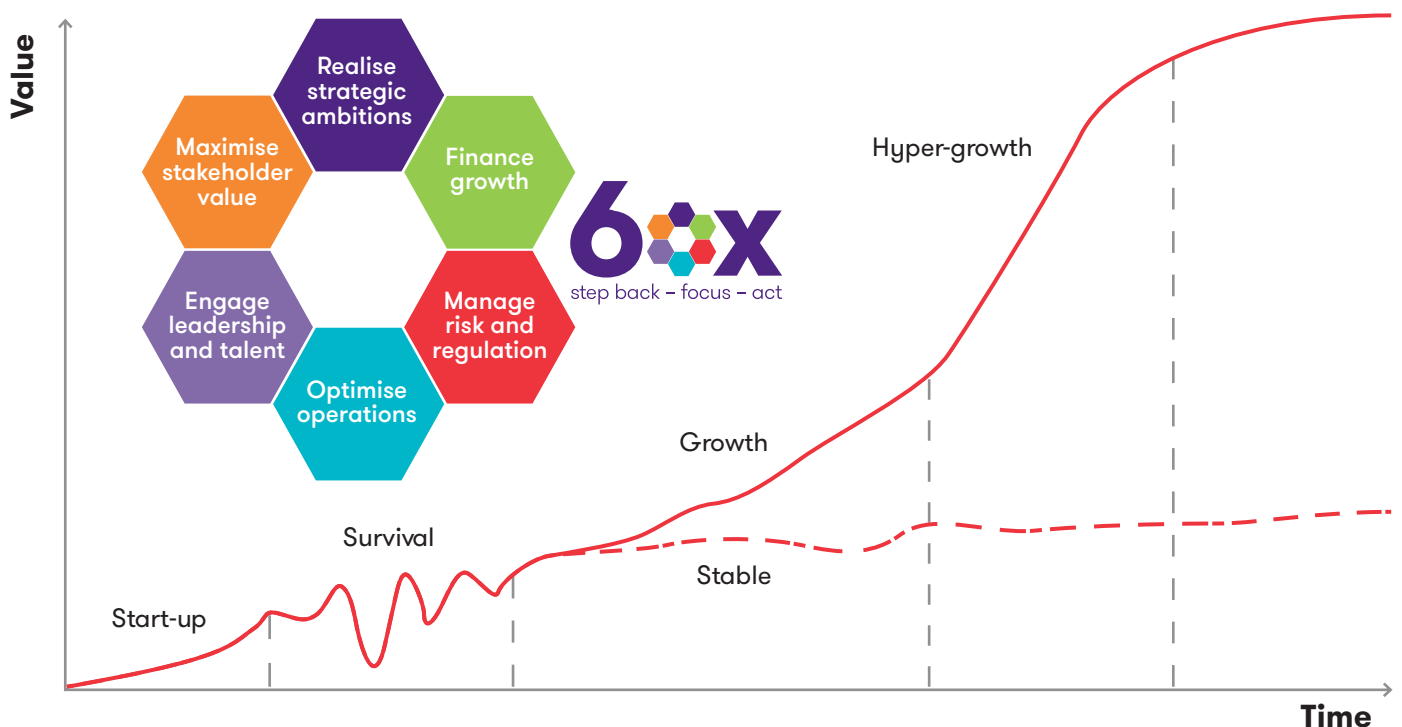 Value
Realise
strategic
ambitions
Maximise
stakeholder
value
Finance
growth
Engage
leadership
and talent
Manage
risk and
regulation
Optimise
operations
6 x
step back – focus – act
Hyper-growth
Growth
Survival
Stable
Start-up
Time